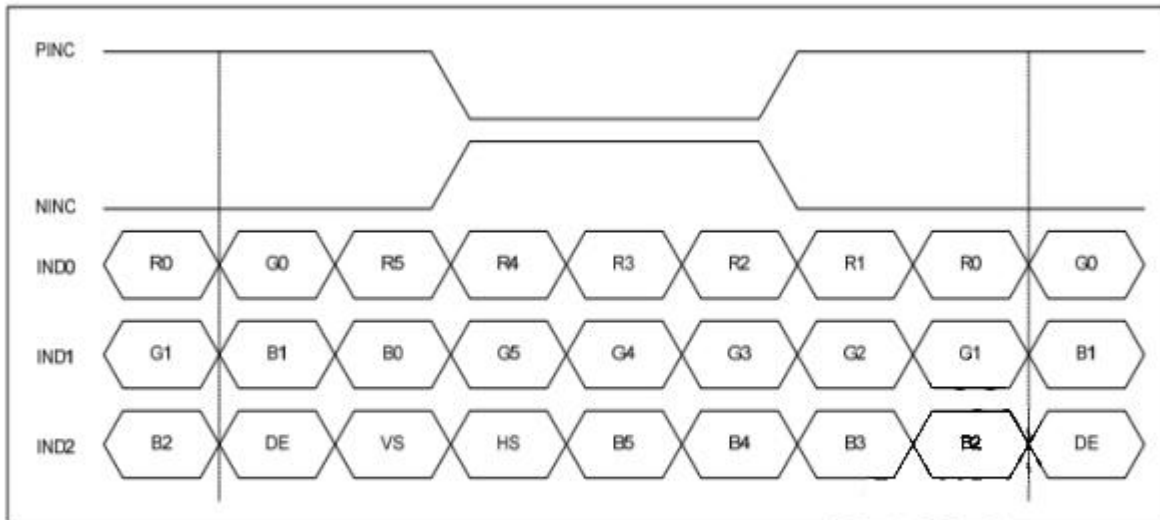 PINC
NINC
IND0 R0 G0 R5 R4 R3 R2 R1 R0 G0
IND1 G1 B1 B0 G5 G4 G3 G2 G1 B1
IND2 B2 DE VS HS B5 B4 B3 B2 DE